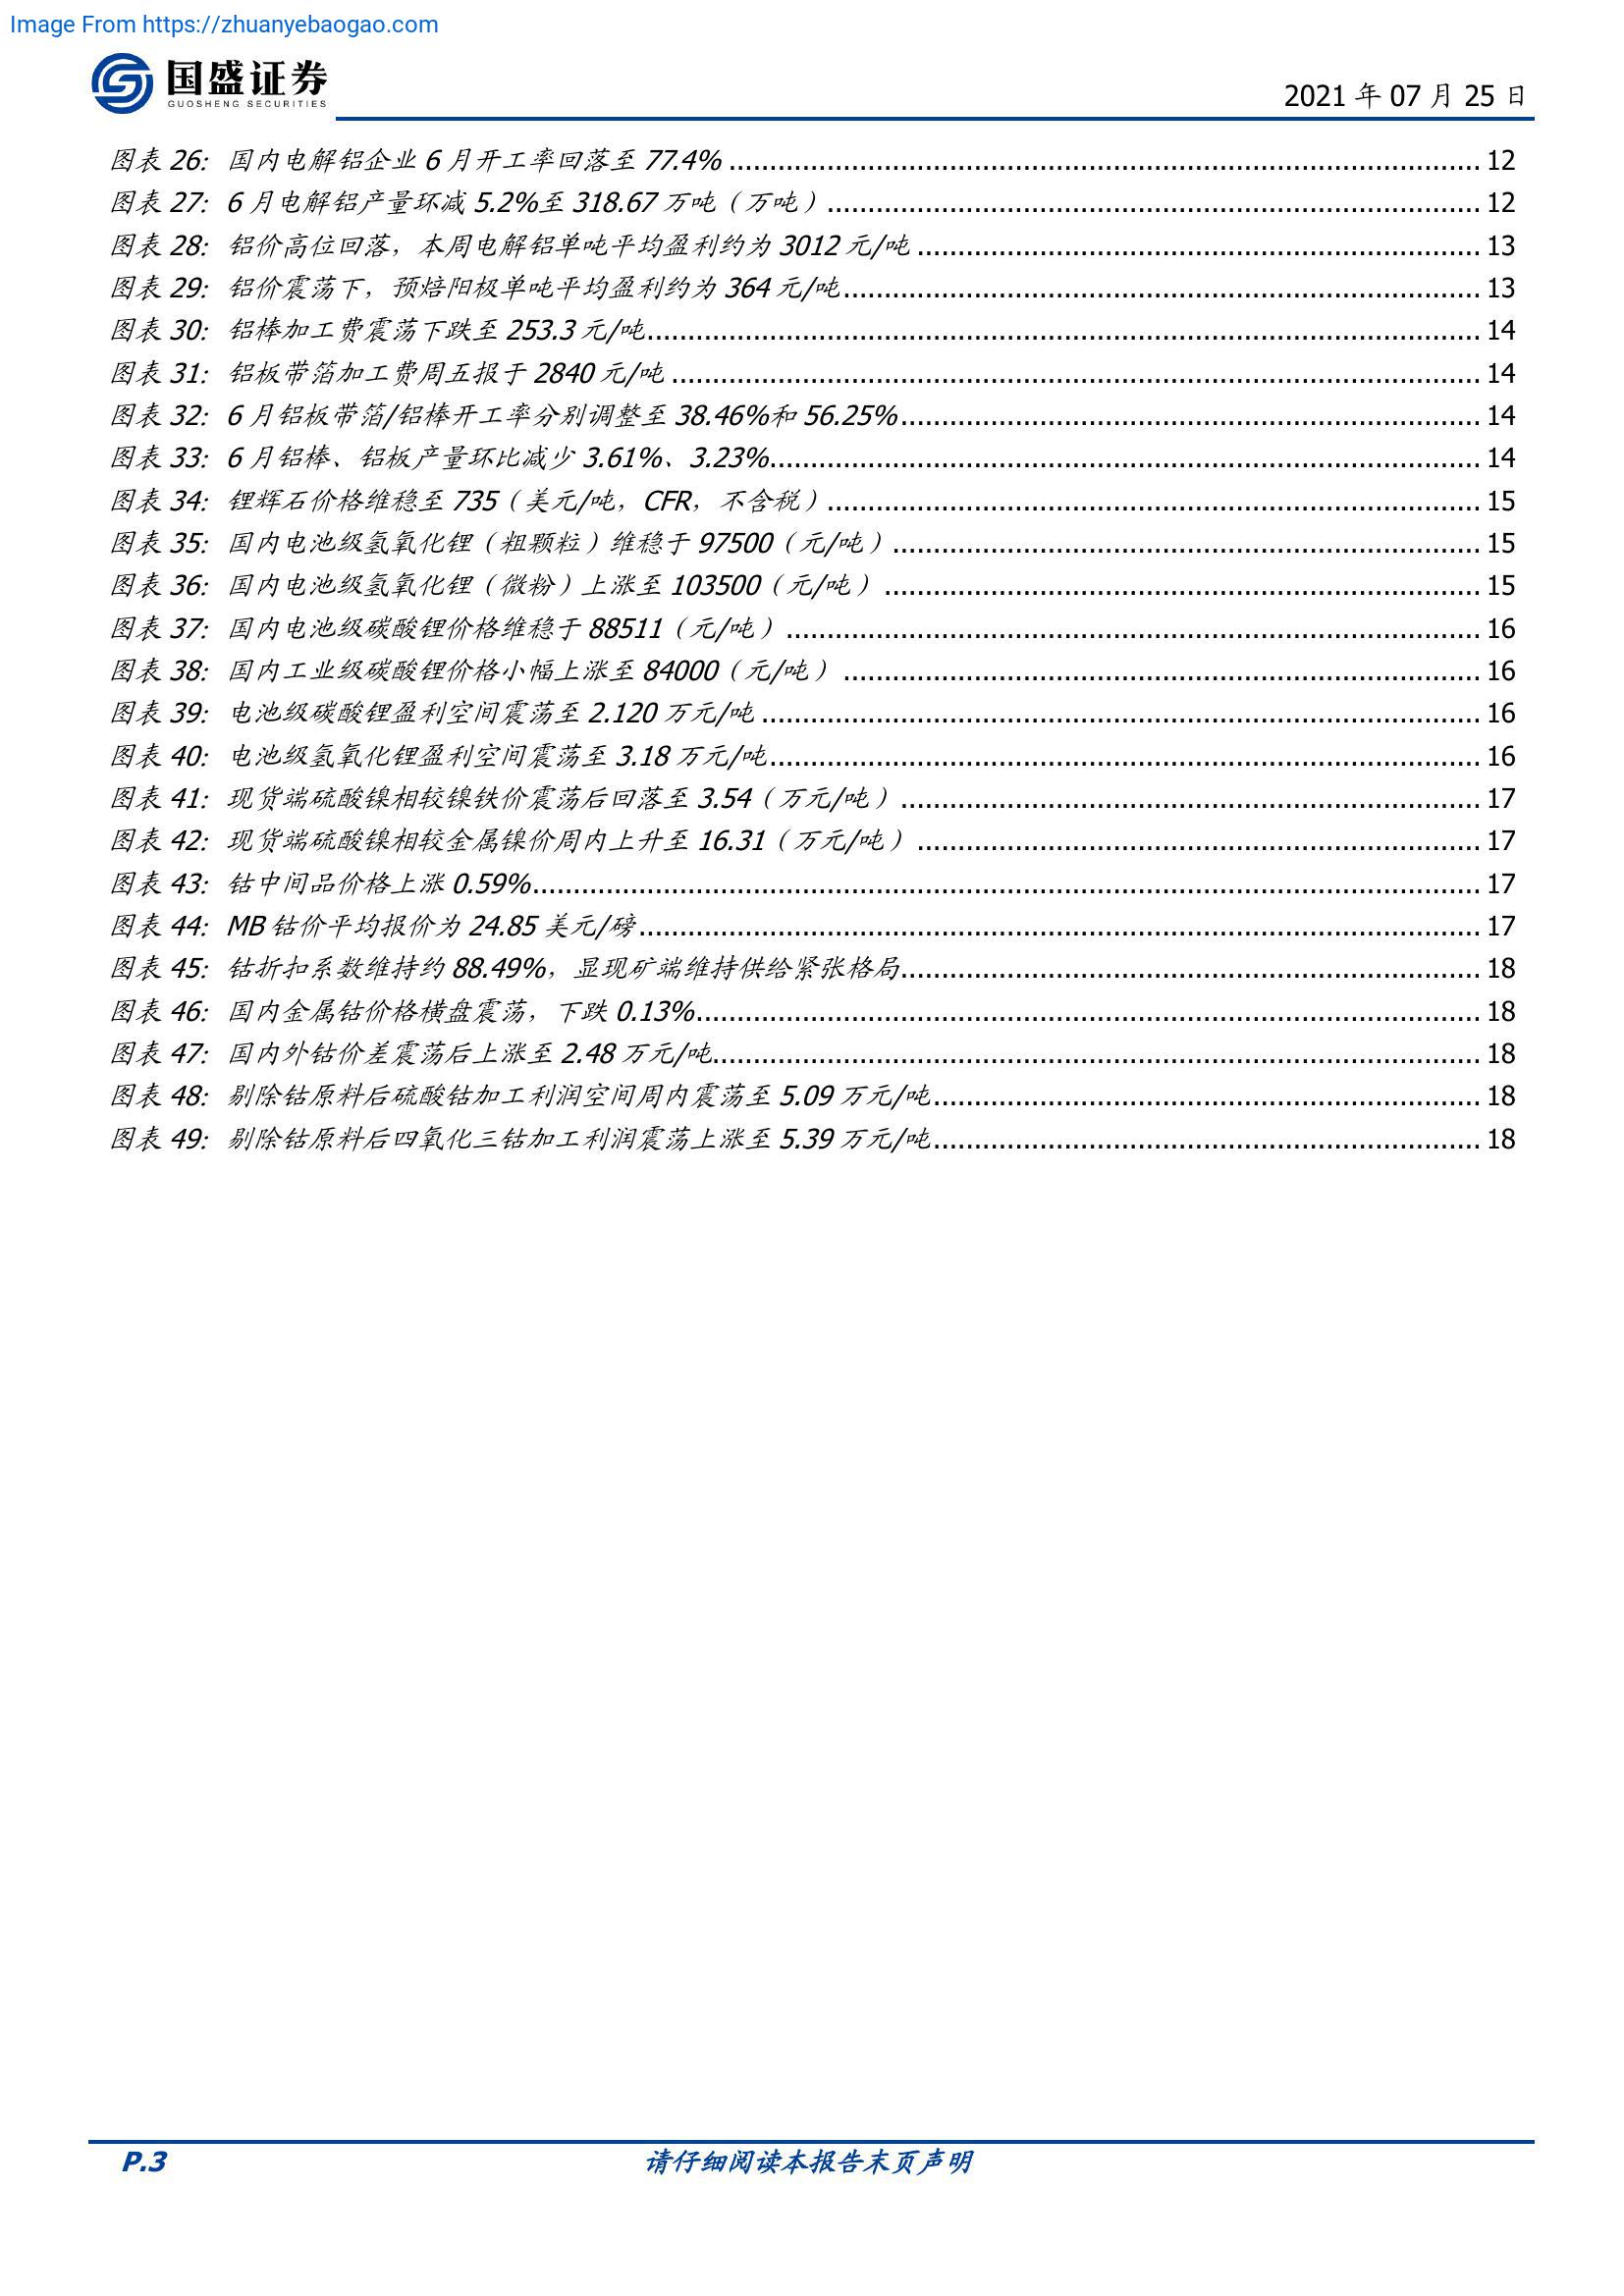 Image From https://zhuanyebaogao.com
国盛证券
GUOSHENG SECURITIES
2021 年 07 月 25 日
图表 26: 国内电解铝企业 6 月开工率回落至 77.4% ........ 12
图表 27: 6 月电解铝产量环减 5.2%至 318.67 万吨（万吨）........ 12
图表 28: 铝价高位回落，本周电解铝单吨平均盈利约为 3012 元/吨 ........ 13
图表 29: 铝价震荡下，预焙阳极单吨平均盈利约为 364 元/吨........ 13
图表 30: 铝棒加工费震荡下跌至 253.3 元/吨........ 14
图表 31: 铝板带箔加工费周五报于 2840 元/吨 ........ 14
图表 32: 6 月铝板带箔/铝棒开工率分别调整至 38.46%和 56.25%........ 14
图表 33: 6 月铝棒、铝板产量环比减少 3.61%、3.23%........ 14
图表 34: 锂辉石价格维稳至 735（美元/吨，CFR，不含税）........ 15
图表 35: 国内电池级氢氧化锂（粗颗粒）维稳于 97500（元/吨）........ 15
图表 36: 国内电池级氢氧化锂（微粉）上涨至 103500（元/吨）........ 15
图表 37: 国内电池级碳酸锂价格维稳于 88511（元/吨）........ 16
图表 38: 国内工业级碳酸锂价格小幅上涨至 84000（元/吨）........ 16
图表 39: 电池级碳酸锂盈利空间震荡至 2.120 万元/吨 ........ 16
图表 40: 电池级氢氧化锂盈利空间震荡至 3.18 万元/吨........ 16
图表 41: 现货端硫酸镍相较镍铁价震荡后回落至 3.54（万元/吨）........ 17
图表 42: 现货端硫酸镍相较金属镍价周内上升至 16.31（万元/吨）........ 17
图表 43: 钴中间品价格上涨 0.59%........ 17
图表 44: MB 钴价平均报价为 24.85 美元/磅........ 17
图表 45: 钴折扣系数维持约 88.49%，显现矿端维持供给紧张格局........ 18
图表 46: 国内金属钴价格横盘震荡，下跌 0.13%........ 18
图表 47: 国内外钴价差震荡后上涨至 2.48 万元/吨........ 18
图表 48: 剔除钴原料后硫酸钴加工利润空间周内震荡至 5.09 万元/吨........ 18
图表 49: 剔除钴原料后四氧化三钴加工利润震荡上涨至 5.39 万元/吨........ 18
P.3
请仔细阅读本报告末页声明